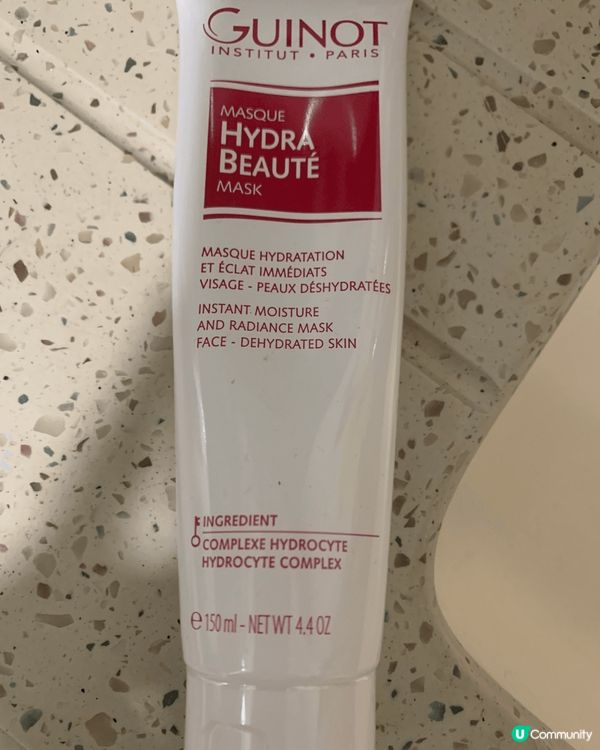 GUINOT
INSTITUT • PARIS
MASQUE
HYDRA
BEAUTÉ
MASK
MASQUE HYDRATATION
ET ÉCLAT IMMÉDIATS
VISAGE - PEAUX DÉSHYDRATÉES
INSTANT MOISTURE
AND RADIANCE MASK
FACE - DEHYDRATED SKIN
INGREDIENT
COMPLEXE HYDROCYTE
HYDROCYTE COMPLEX
℮ 150 ml - NET WT 4.4 OZ
U Community